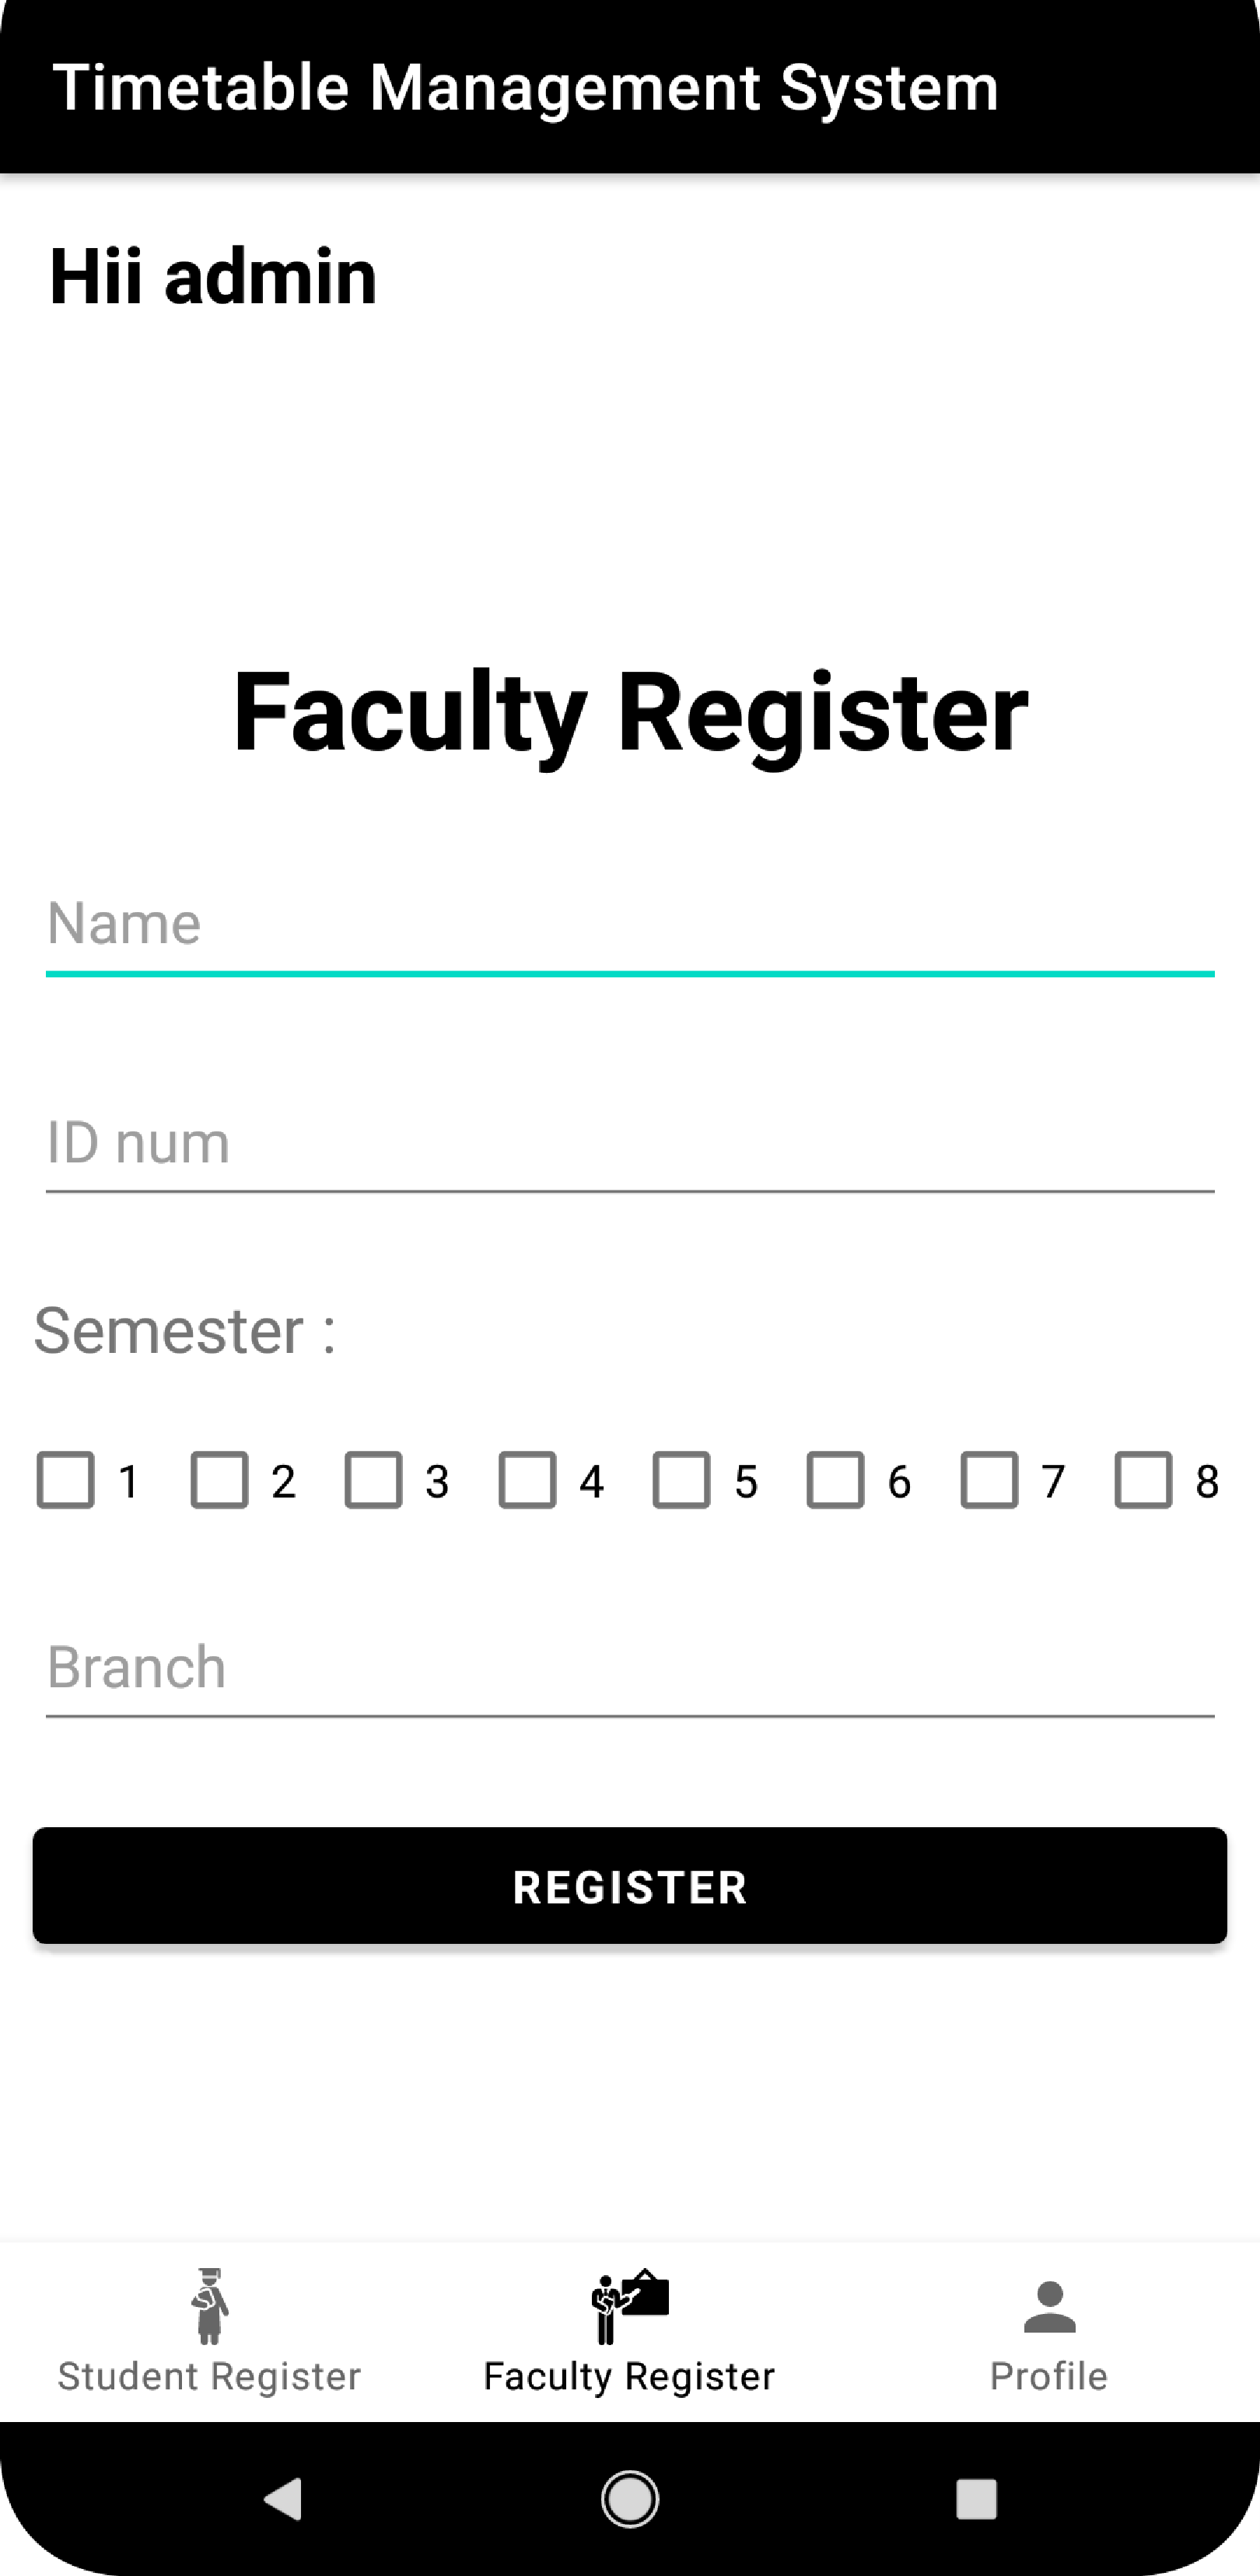 Timetable Management System
Hii admin
Faculty Register
Name
ID num
Semester :
1 2 3 4 5 6 7 8
Branch
REGISTER
Student Register Faculty Register Profile